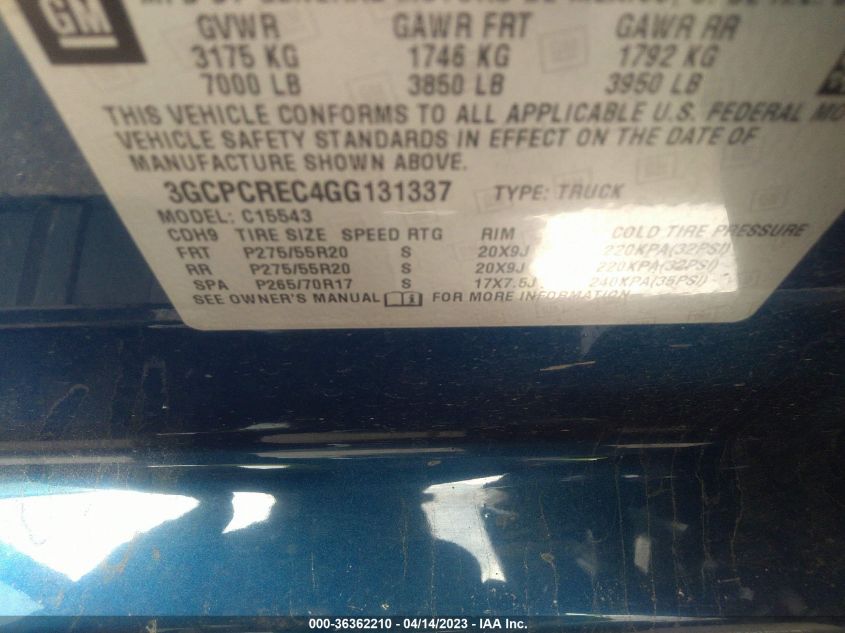 GM
GVWR GAWR FRT GAWR RR
3175 KG 1746 KG 1792 KG
7000 LB 3850 LB 3950 LB
THIS VEHICLE CONFORMS TO ALL APPLICABLE U.S. FEDERAL MO
VEHICLE SAFETY STANDARDS IN EFFECT ON THE DATE OF
MANUFACTURE SHOWN ABOVE.
3GCPCREC4GG131337 TYPE: TRUCK
MODEL: C15543
CDH9 TIRE SIZE SPEED RTG RIM COLD TIRE PRESSURE
FRT P275/55R20 S 20X9J 220KPA(32PSI)
RR P275/55R20 S 20X9J 220KPA(32PSI)
SPA P265/70R17 S 17X7.5J 240KPA(35PSI)
SEE OWNER'S MANUAL FOR MORE INFORMATION
000-36362210 - 04/14/2023 - IAA Inc.